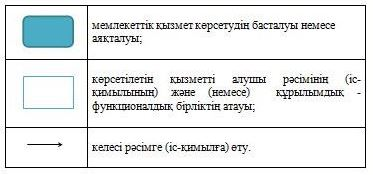 мемлекеттік қызмет көрсетудің басталуы немесе
аяқталуы;
көрсетілетін қызметті алушы рәсімінің (іс-
қимылының) және (немесе) құрылымдық -
функционалдық бірліктің атауы;
келесі рәсімге (іс-қимылға) өту.